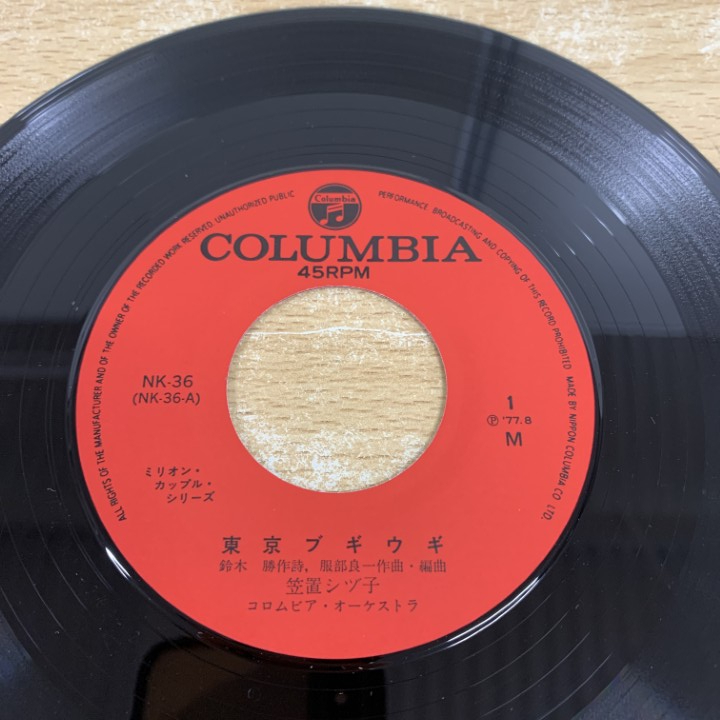 ALL RIGHTS OF THE MANUFACTURER AND OF THE OWNER OF THE RECORDED WORK RESERVED. UNAUTHORIZED PUBLIC PERFORMANCE, BROADCASTING AND COPYING OF THIS RECORD PROHIBITED MADE BY NIPPON COLUMBIA CO LTD.
Columbia
COLUMBIA
45RPM
NK-36
(NK-36-A)
1
Ⓟ '77.8
M
ミリオン・
カップル・
シリーズ
東京ブギウギ
鈴木 勝作詩, 服部良一作曲・編曲
笠置シヅ子
コロムビア・オーケストラ